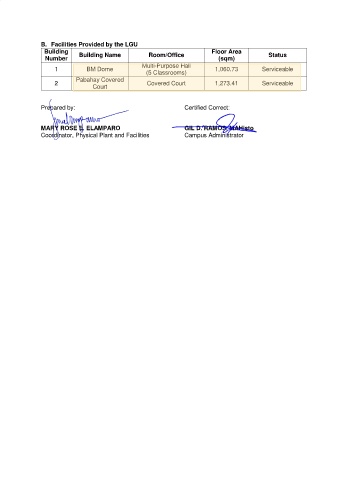 B. Facilities Provided by the LGU
Building Number Building Name Room/Office Floor Area (sqm) Status
1 BM Dome Multi-Purpose Hall (5 Classrooms) 1,060.73 Serviceable
2 Pabahay Covered Court Covered Court 1,273.41 Serviceable
Prepared by: Certified Correct:
MARY ROSE ELAMPARO GIL D. RAMOS
Coordinator, Physical Plant and Facilities Campus Administrator